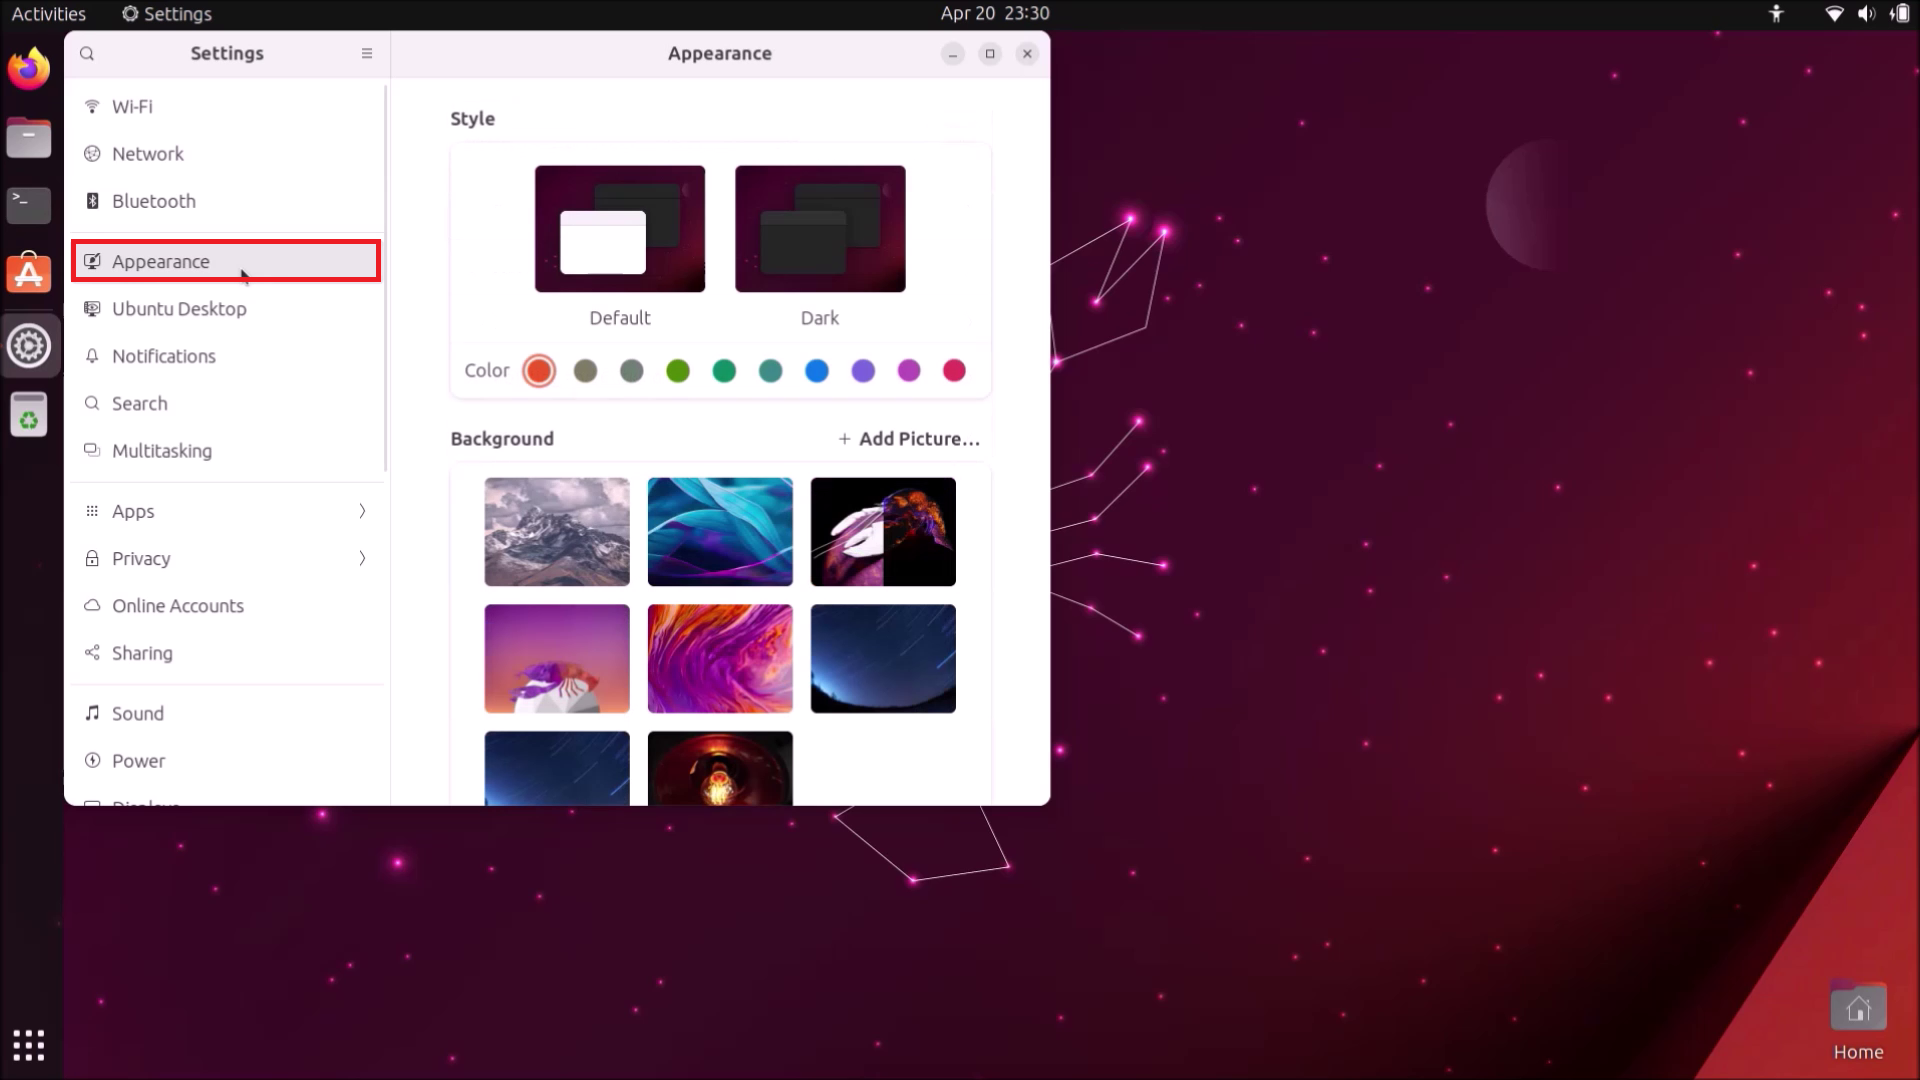 Activities
Settings
Apr 20 23:30
Settings
Appearance
Wi-Fi
Network
Bluetooth
Appearance
Ubuntu Desktop
Notifications
Search
Multitasking
Apps
Privacy
Online Accounts
Sharing
Sound
Power
Displays
Style
Default
Dark
Color
Background
+ Add Picture...
Home